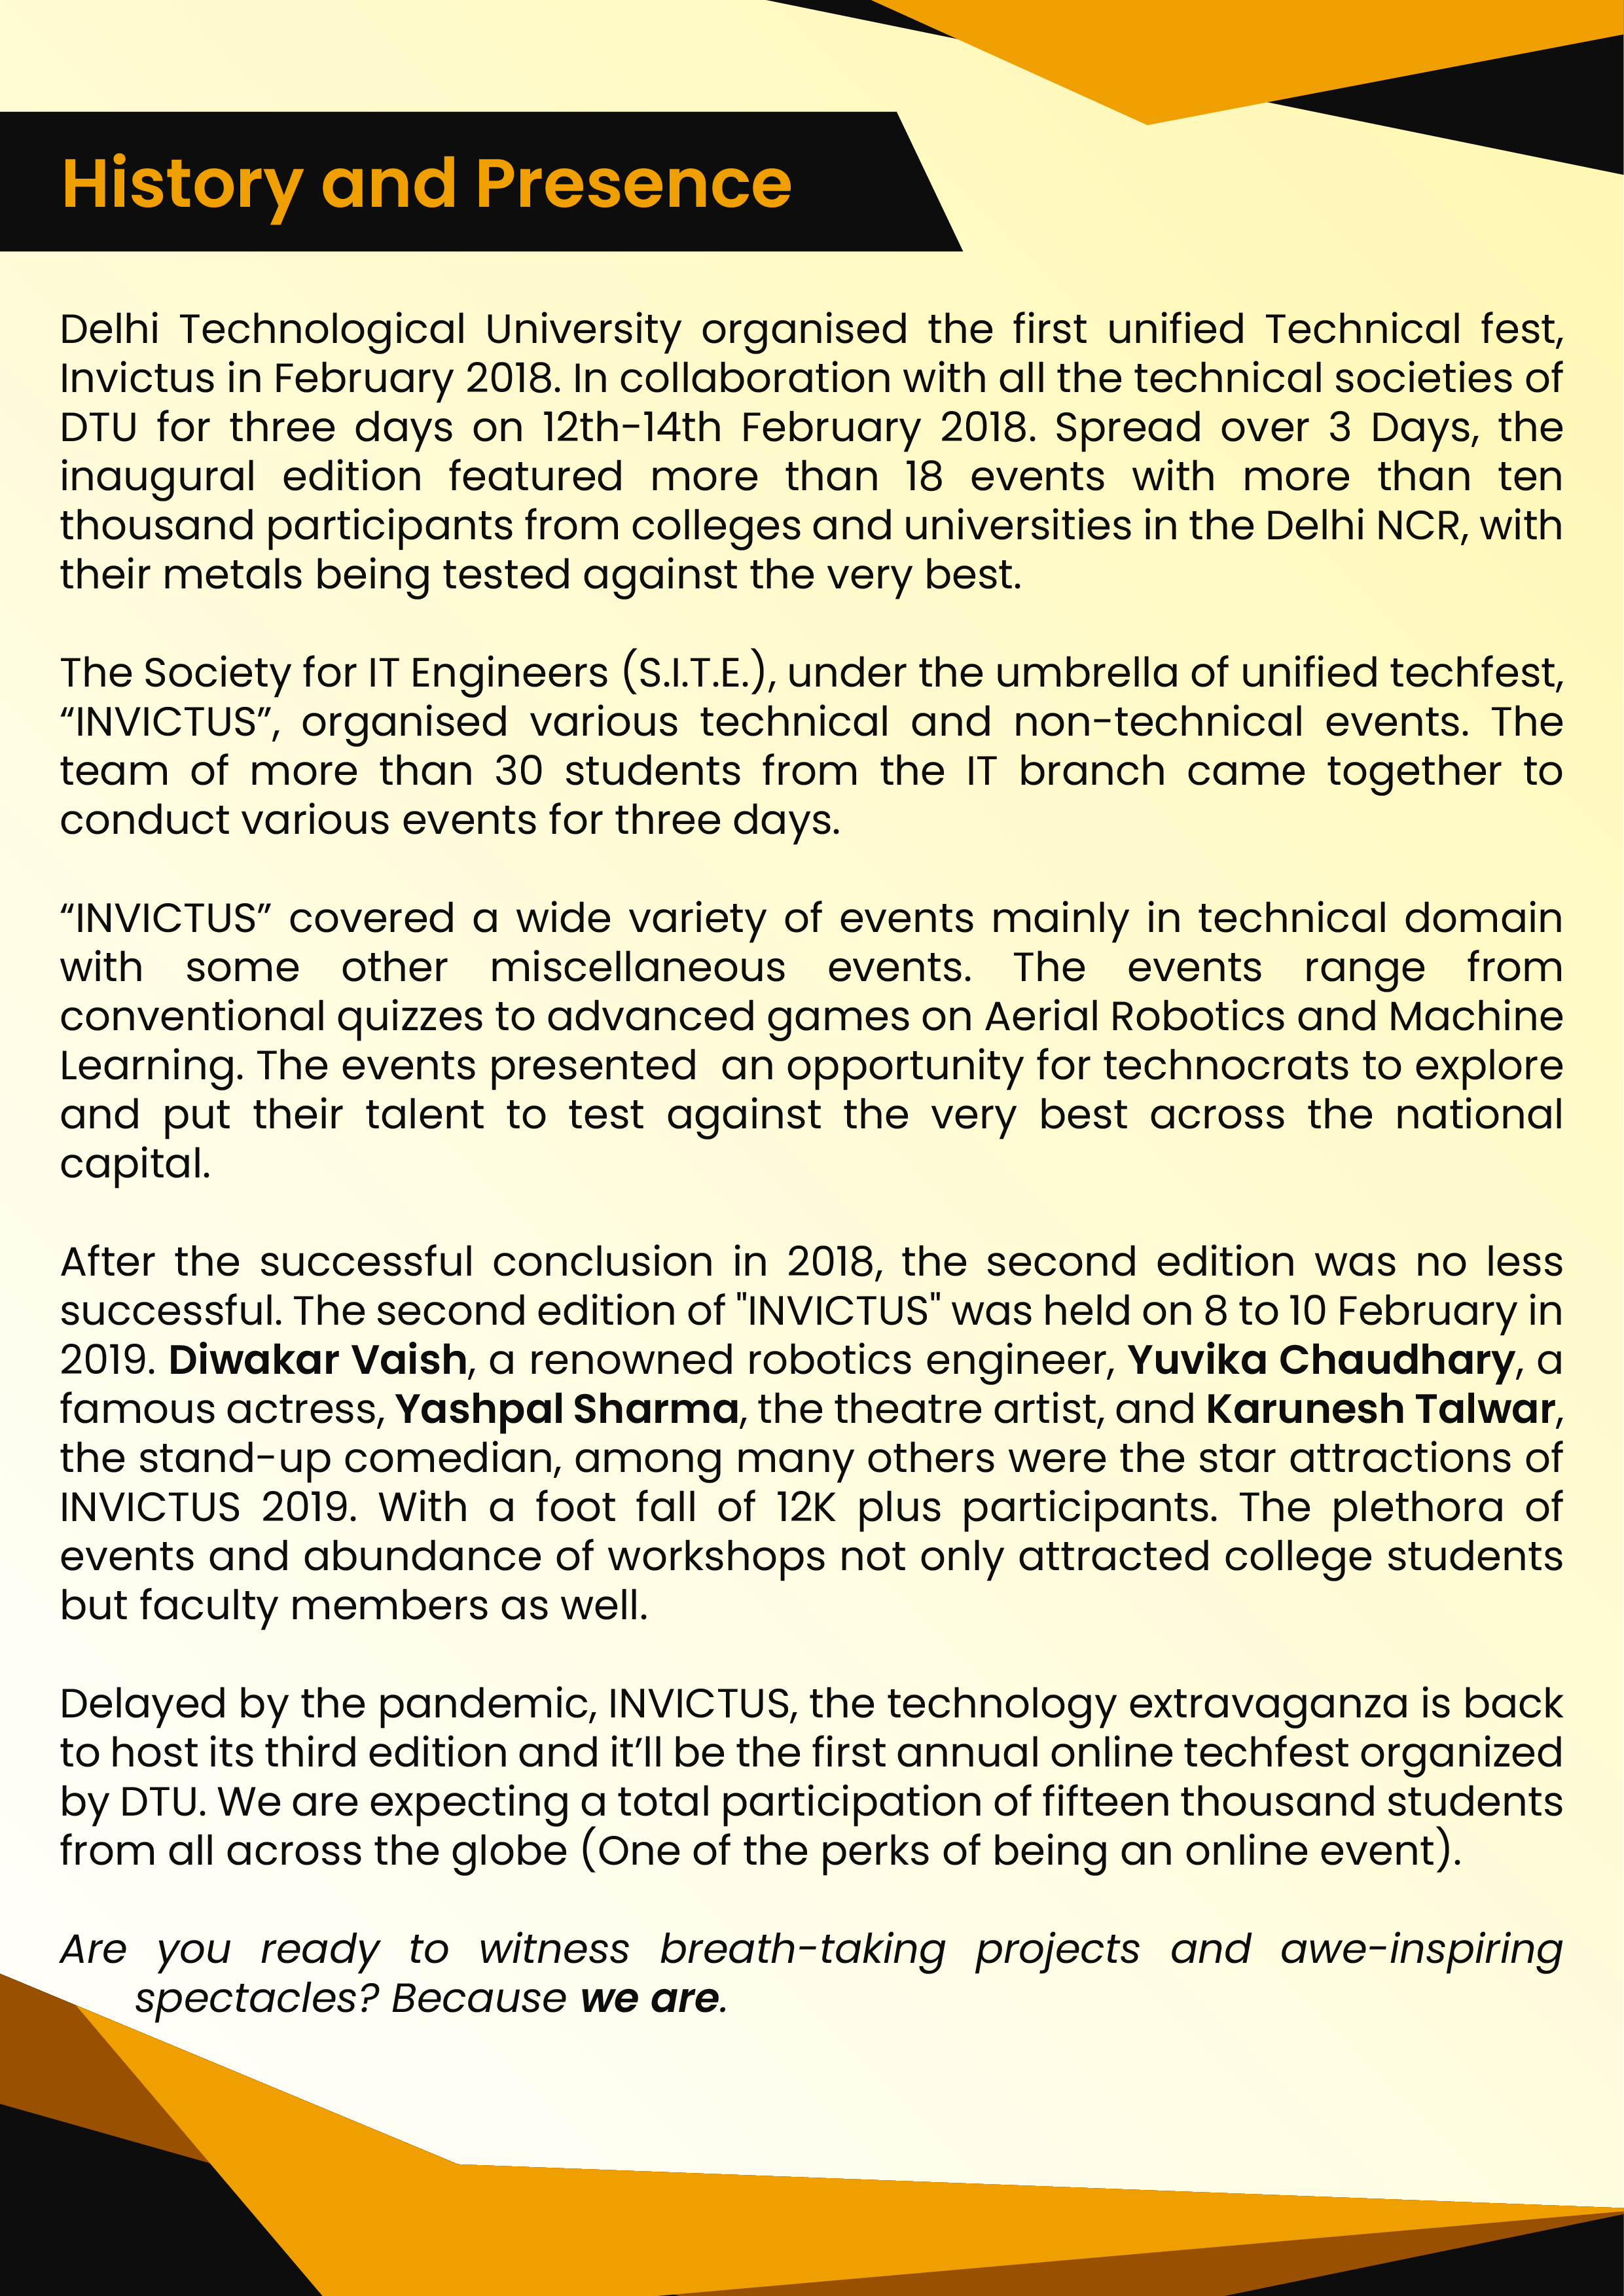 History and Presence
Delhi Technological University organised the first unified Technical fest,
Invictus in February 2018. In collaboration with all the technical societies of
DTU for three days on 12th-14th February 2018. Spread over 3 Days, the
inaugural edition featured more than 18 events with more than ten
thousand participants from colleges and universities in the Delhi NCR, with
their metals being tested against the very best.
The Society for IT Engineers (S.I.T.E.), under the umbrella of unified techfest,
“INVICTUS”, organised various technical and non-technical events. The
team of more than 30 students from the IT branch came together to
conduct various events for three days.
“INVICTUS” covered a wide variety of events mainly in technical domain
with some other miscellaneous events. The events range from
conventional quizzes to advanced games on Aerial Robotics and Machine
Learning. The events presented  an opportunity for technocrats to explore
and put their talent to test against the very best across the national
capital.
After the successful conclusion in 2018, the second edition was no less
successful. The second edition of "INVICTUS" was held on 8 to 10 February in
2019. Diwakar Vaish, a renowned robotics engineer, Yuvika Chaudhary, a
famous actress, Yashpal Sharma, the theatre artist, and Karunesh Talwar,
the stand-up comedian, among many others were the star attractions of
INVICTUS 2019. With a foot fall of 12K plus participants. The plethora of
events and abundance of workshops not only attracted college students
but faculty members as well.
Delayed by the pandemic, INVICTUS, the technology extravaganza is back
to host its third edition and it’ll be the first annual online techfest organized
by DTU. We are expecting a total participation of fifteen thousand students
from all across the globe (One of the perks of being an online event).
Are you ready to witness breath-taking projects and awe-inspiring
spectacles? Because we are.